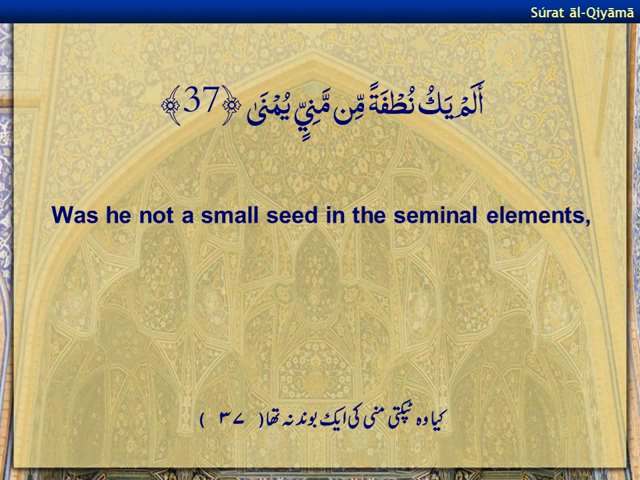 Súrat āl-Qiyāmā
أَلَمْ يَكُ نُطْفَةً مِّن مَّنِيٍّ يُمْنَىٰ ﴿37﴾
Was he not a small seed in the seminal elements,
کیا وہ ٹپکتی منی کی ایک بوند نہ تھا ( ۳۷ )